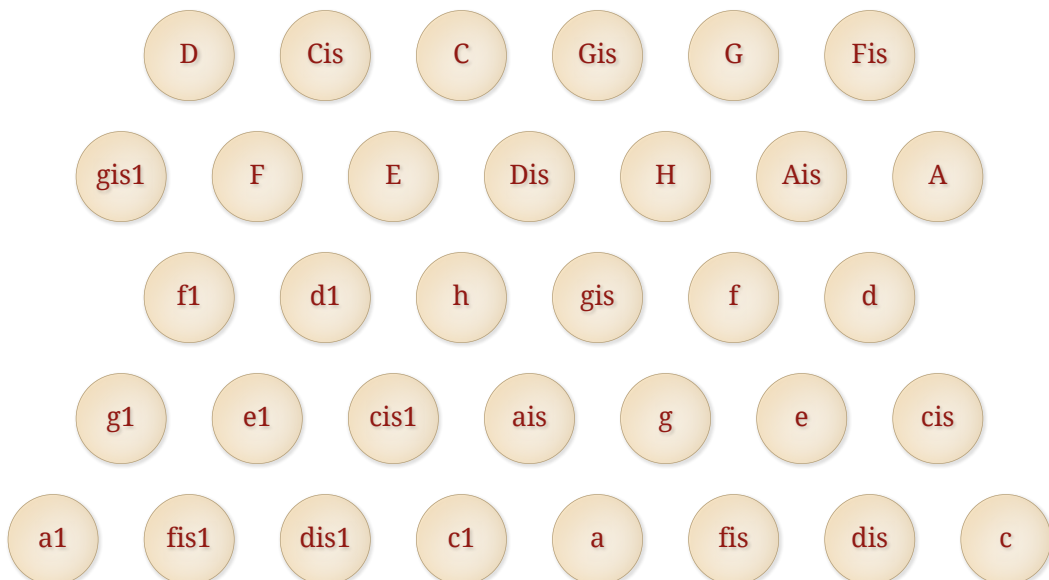 D Cis C Gis G Fis
gis1 F E Dis H Ais A
f1 d1 h gis f d
g1 e1 cis1 ais g e cis
a1 fis1 dis1 c1 a fis dis c